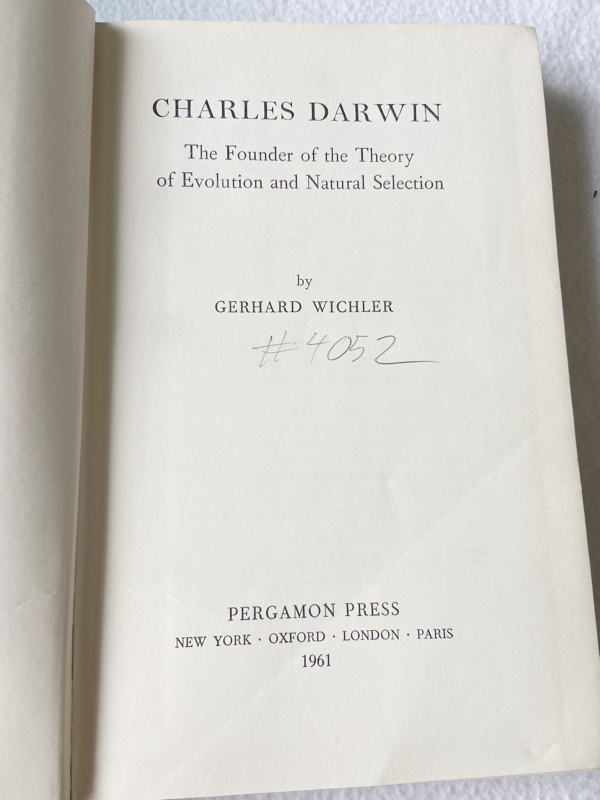 CHARLES DARWIN
The Founder of the Theory
of Evolution and Natural Selection
by
GERHARD WICHLER
#4052
PERGAMON PRESS
NEW YORK · OXFORD · LONDON · PARIS
1961